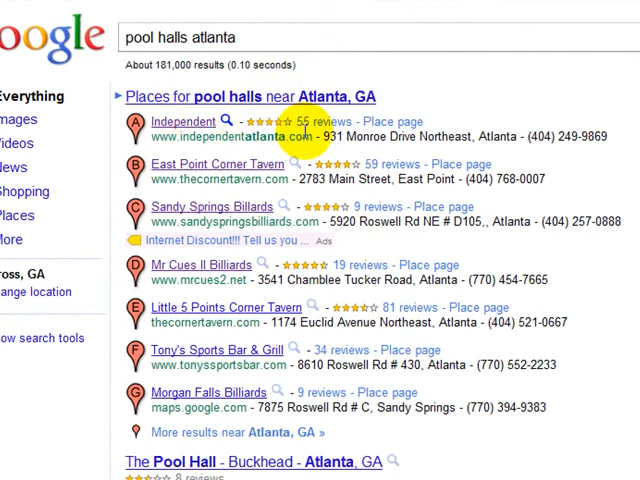 oogle
pool halls atlanta
About 181,000 results (0.10 seconds)
Everything
mages
Videos
News
Shopping
Places
More
ross, GA
ange location
ow search tools
Places for pool halls near Atlanta, GA
A Independent - 55 reviews - Place page
www.independentatlanta.com - 931 Monroe Drive Northeast, Atlanta - (404) 249-9869
B East Point Corner Tavern - 59 reviews - Place page
www.thecornertavern.com - 2783 Main Street, East Point - (404) 768-0007
C Sandy Springs Billards - 9 reviews - Place page
www.sandyspringsbilliards.com - 5920 Roswell Rd NE # D105,, Atlanta - (404) 257-0888
Internet Discount!!! Tell us you ... Ads
D Mr Cues II Billiards - 19 reviews - Place page
www.mrcues2.net - 3541 Chamblee Tucker Road, Atlanta - (770) 454-7665
E Little 5 Points Corner Tavern - 81 reviews - Place page
thecornertavern.com - 1174 Euclid Avenue Northeast, Atlanta - (404) 521-0667
F Tony's Sports Bar & Grill - 34 reviews - Place page
www.tonyssportsbar.com - 8610 Roswell Rd # 430, Atlanta - (770) 552-2233
G Morgan Falls Billiards - 9 reviews - Place page
maps.google.com - 7875 Roswell Rd # C, Sandy Springs - (770) 394-9383
More results near Atlanta, GA »
The Pool Hall - Buckhead - Atlanta, GA
8 reviews